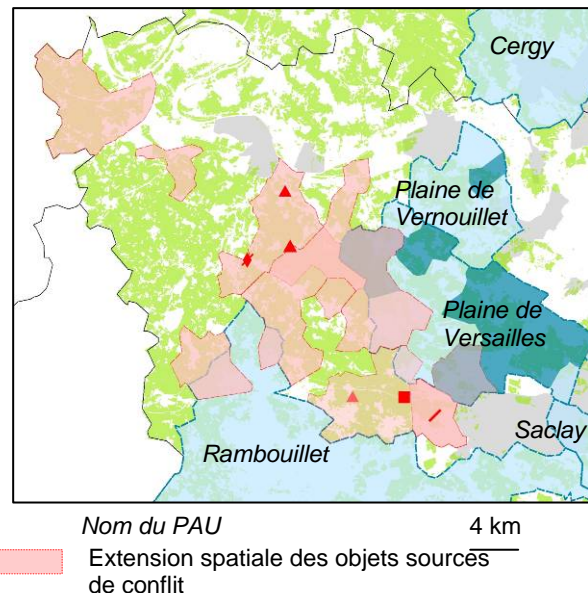 Cergy
Plaine de
Vernouillet
Plaine de
Versailles
Saclay
Rambouillet
Nom du PAU
4 km
Extension spatiale des objets sources
de conflit